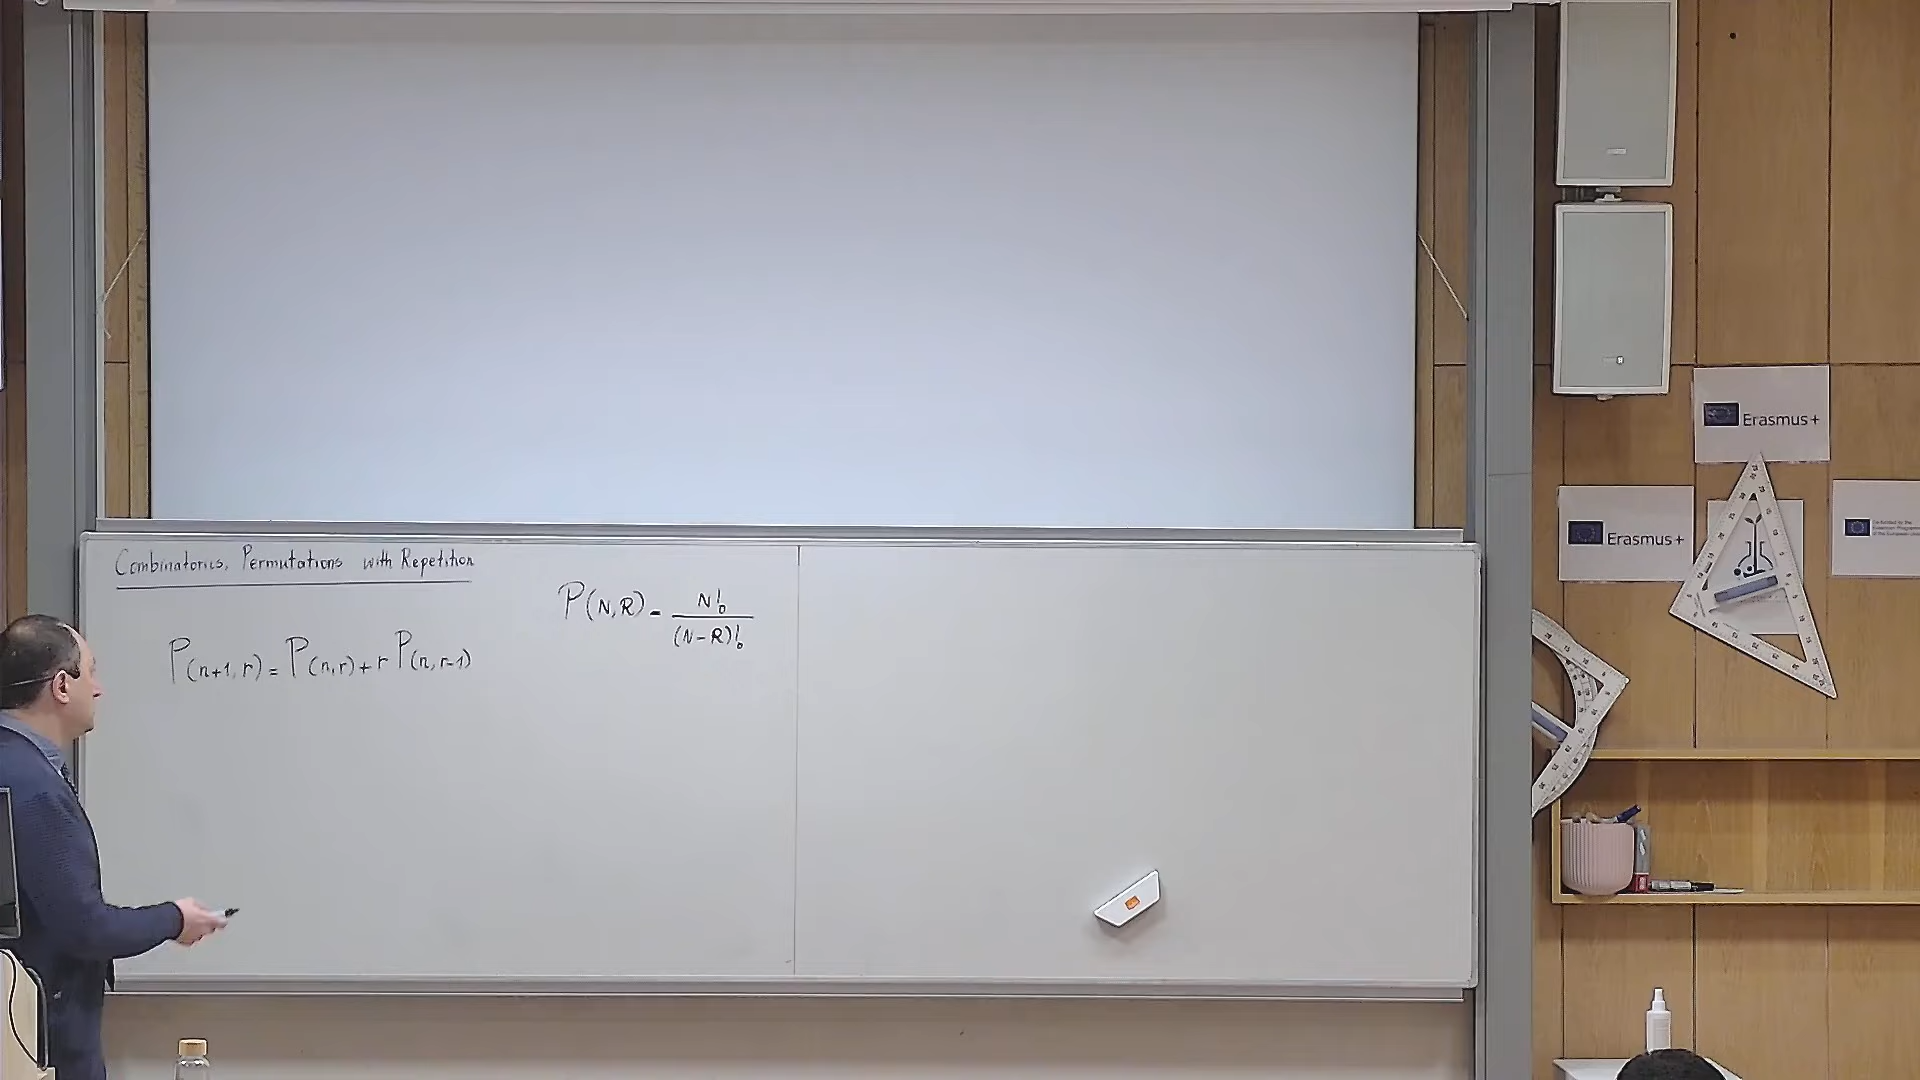 Combinatorics, Permutations with Repetition
P(N,R) = N! / (N-R)!
P(n+1, r) = P(n,r) + r P(n, r-1)
Erasmus+
Erasmus+